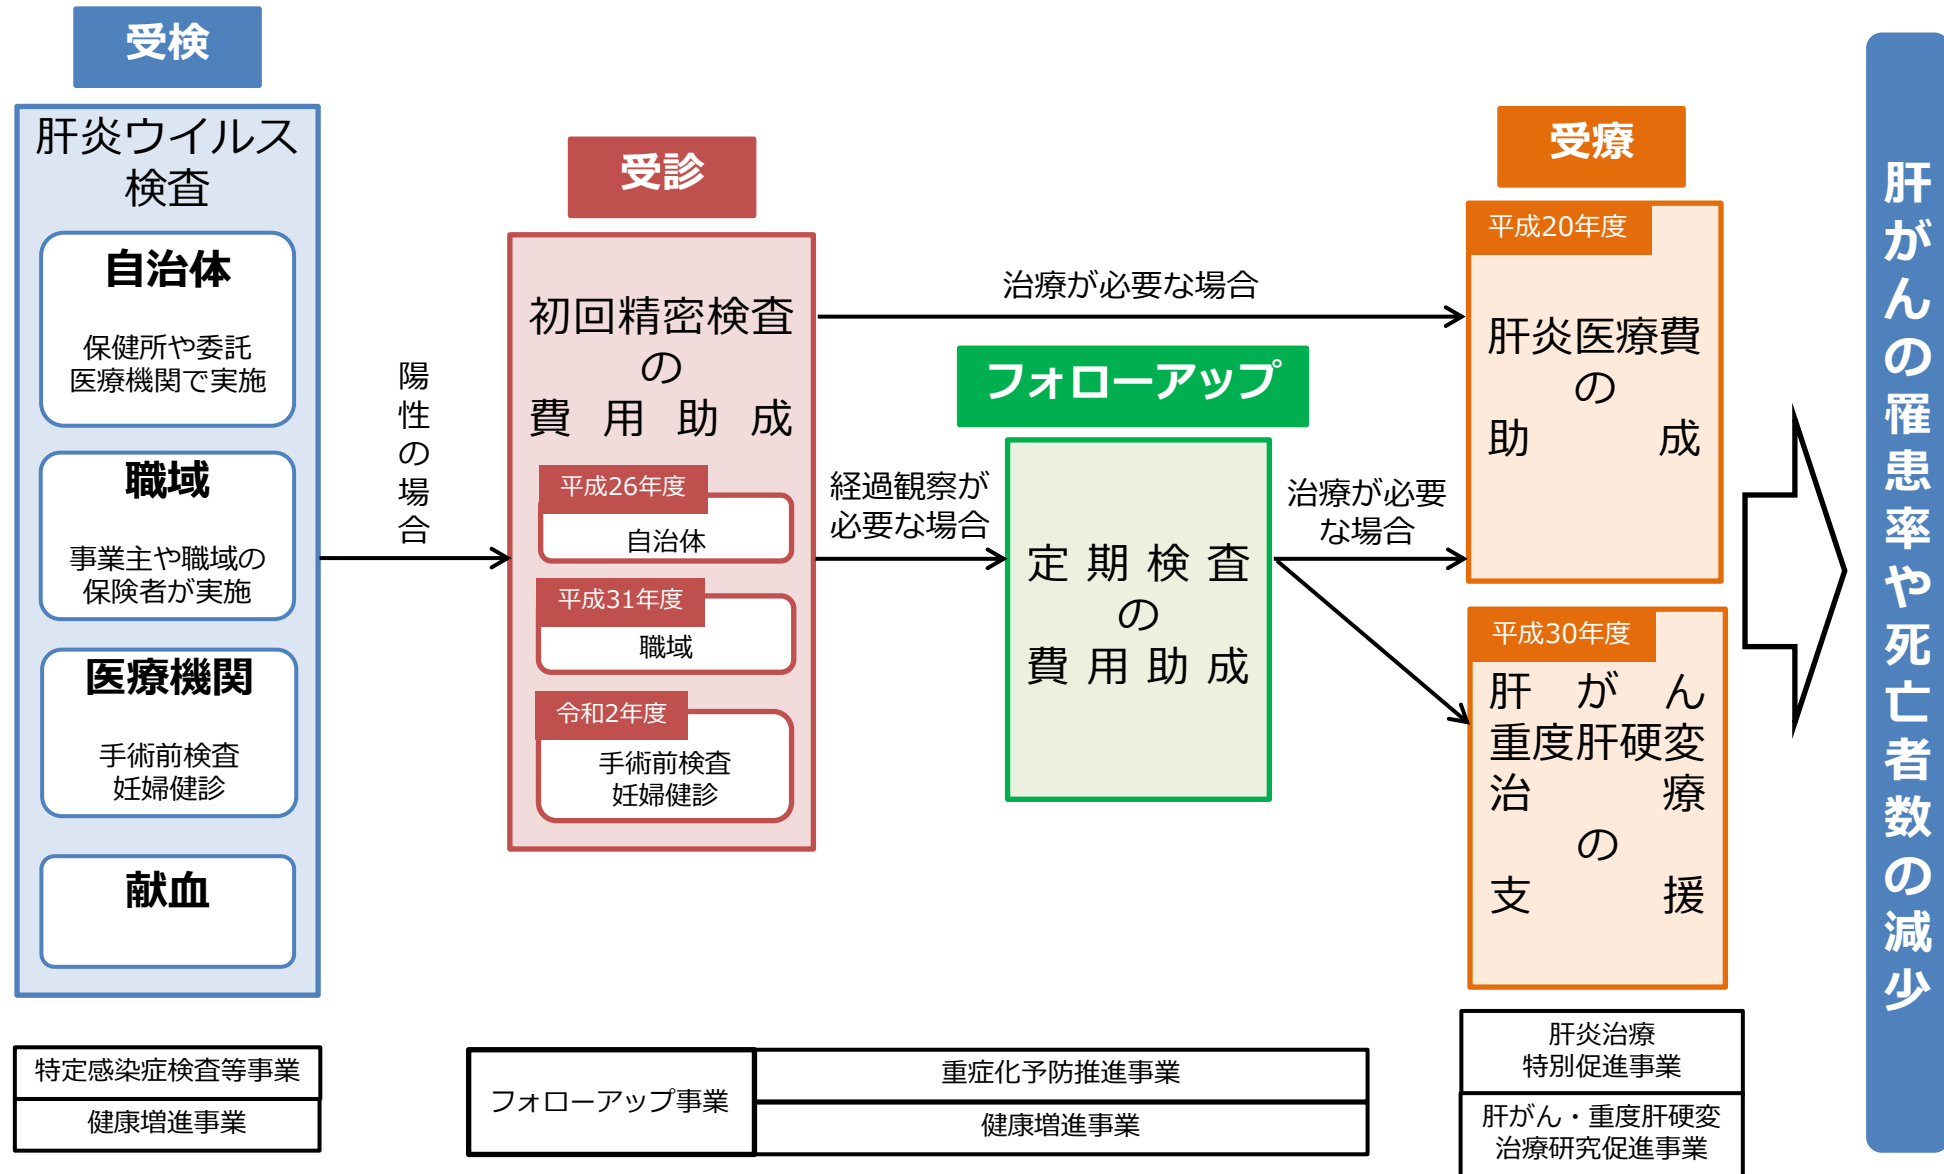 受検
肝炎ウイルス
検査
自治体
保健所や委託
医療機関で実施
職域
事業主や職域の
保険者が実施
医療機関
手術前検査
妊婦健診
献血
陽性の場合
受診
初回精密検査
の
費用助成
平成26年度
自治体
平成31年度
職域
令和2年度
手術前検査
妊婦健診
治療が必要な場合
経過観察が
必要な場合
フォローアップ
定期検査
の
費用助成
治療が必要
な場合
受療
平成20年度
肝炎医療費
の
助成
平成30年度
肝がん
重度肝硬変
治療
の
支援
肝がんの罹患率や死亡者数の減少
特定感染症検査等事業
健康増進事業
フォローアップ事業
重症化予防推進事業
健康増進事業
肝炎治療
特別促進事業
肝がん・重度肝硬変
治療研究促進事業